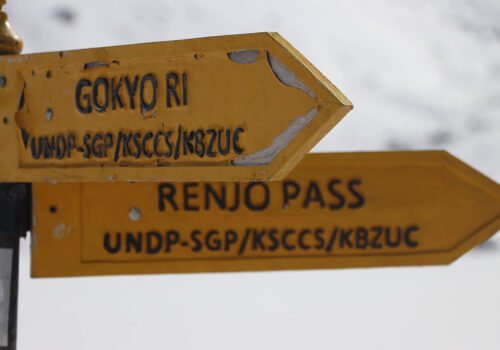 GOKYO RI
UNDP-SGP/KSCCS/KBZUC
RENJO PASS
UNDP-SGP/KSCCS/KBZUC